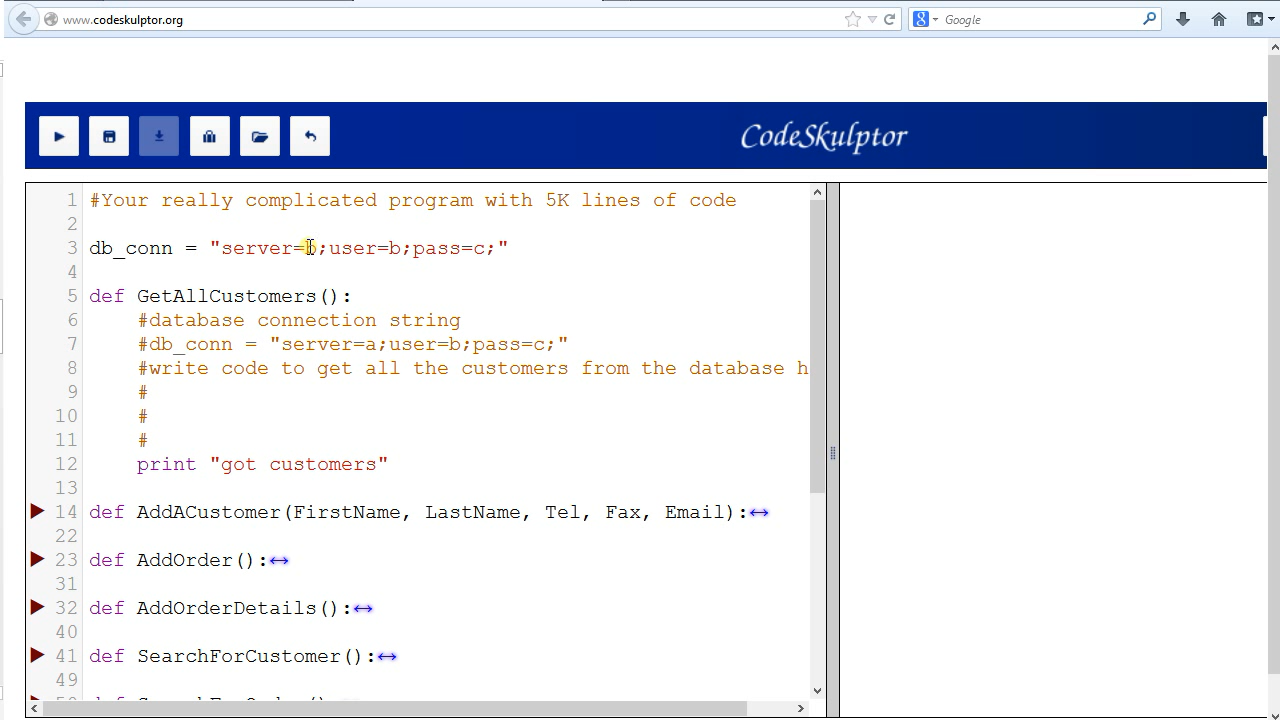 www.codeskulptor.org
Google
CodeSkulptor
1 #Your really complicated program with 5K lines of code
2
3 db_conn = "server=b;user=b;pass=c;"
4
5 def GetAllCustomers():
6 #database connection string
7 #db_conn = "server=a;user=b;pass=c;"
8 #write code to get all the customers from the database h
9 #
10 #
11 #
12 print "got customers"
13
14 def AddACustomer(FirstName, LastName, Tel, Fax, Email):↔
22
23 def AddOrder():↔
31
32 def AddOrderDetails():↔
40
41 def SearchForCustomer():↔
49